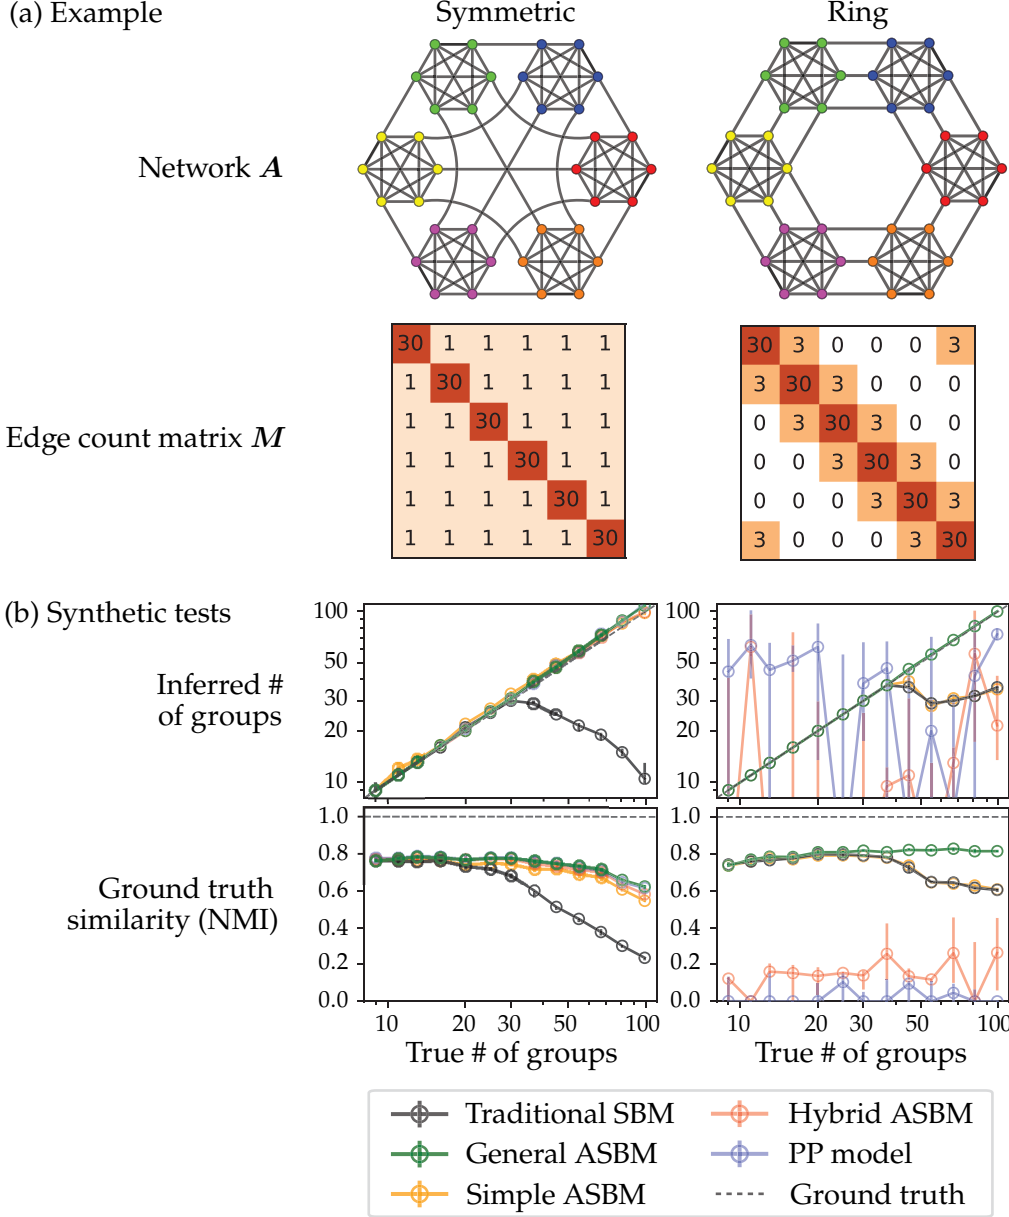 (a) Example
Symmetric
Ring
Network A
Edge count matrix M
30 1 1 1 1 1
1 30 1 1 1 1
1 1 30 1 1 1
1 1 1 30 1 1
1 1 1 1 30 1
1 1 1 1 1 30
30 3 0 0 0 3
3 30 3 0 0 0
0 3 30 3 0 0
0 0 3 30 3 0
0 0 0 3 30 3
3 0 0 0 3 30
(b) Synthetic tests
Inferred #
of groups
100
50
30
20
10
Ground truth
similarity (NMI)
1.0
0.8
0.6
0.4
0.2
0.0
10 20 30 50 100
True # of groups
100
50
30
20
10
1.0
0.8
0.6
0.4
0.2
0.0
10 20 30 50 100
True # of groups
Traditional SBM
General ASBM
Simple ASBM
Hybrid ASBM
PP model
Ground truth